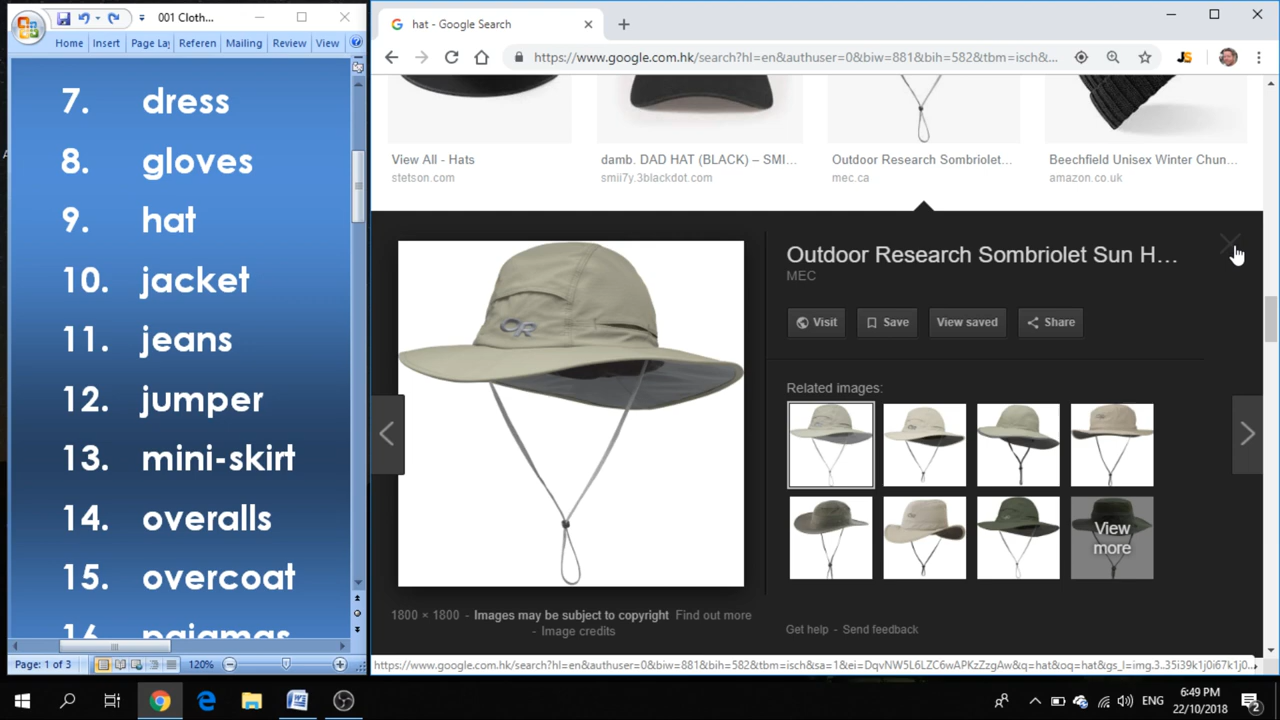 001 Cloth...
Home Insert Page La Referen Mailing Review View
7. dress
8. gloves
9. hat
10. jacket
11. jeans
12. jumper
13. mini-skirt
14. overalls
15. overcoat
16. pajamas
Page: 1 of 3
120%
hat - Google Search
https://www.google.com.hk/search?hl=en&authuser=0&biw=881&bih=582&tbm=isch&...
View All - Hats
stetson.com
damb. DAD HAT (BLACK) – SMI...
smii7y.3blackdot.com
Outdoor Research Sombriolet...
mec.ca
Beechfield Unisex Winter Chun...
amazon.co.uk
OR
Outdoor Research Sombriolet Sun H...
MEC
Visit Save View saved Share
Related images:
View
more
1800 × 1800 - Images may be subject to copyright Find out more
- Image credits
Get help - Send feedback
https://www.google.com.hk/search?hl=en&authuser=0&biw=881&bih=582&tbm=isch&sa=1&ei=DqvNW5L6LZC6wAPKzZzgAw&q=hat&oq=hat&gs_l=img.3..35i39k1j0i67k1j0...
ENG
6:49 PM
22/10/2018
2